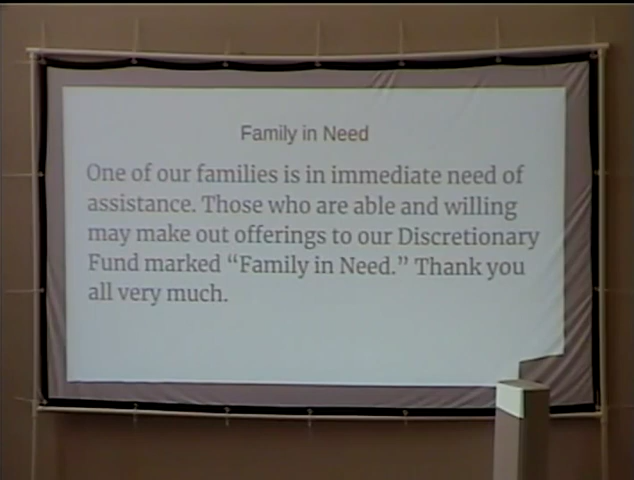 Family in Need
One of our families is in immediate need of
assistance. Those who are able and willing
may make out offerings to our Discretionary
Fund marked “Family in Need.” Thank you
all very much.